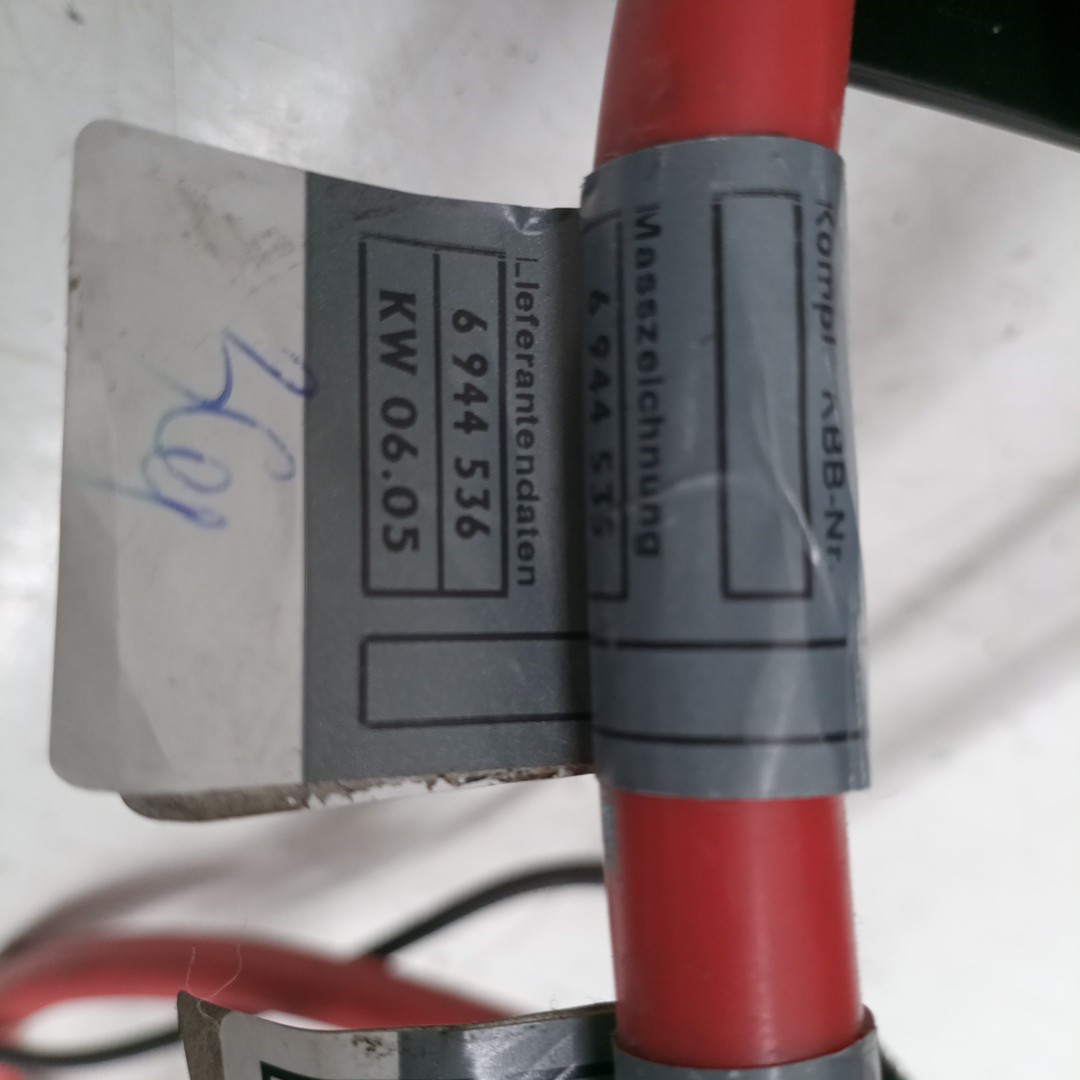 Kompl. KBB-Nr.
Masszeichnung
6 944 536
Lieferantendaten
6 944 536
KW 06.05